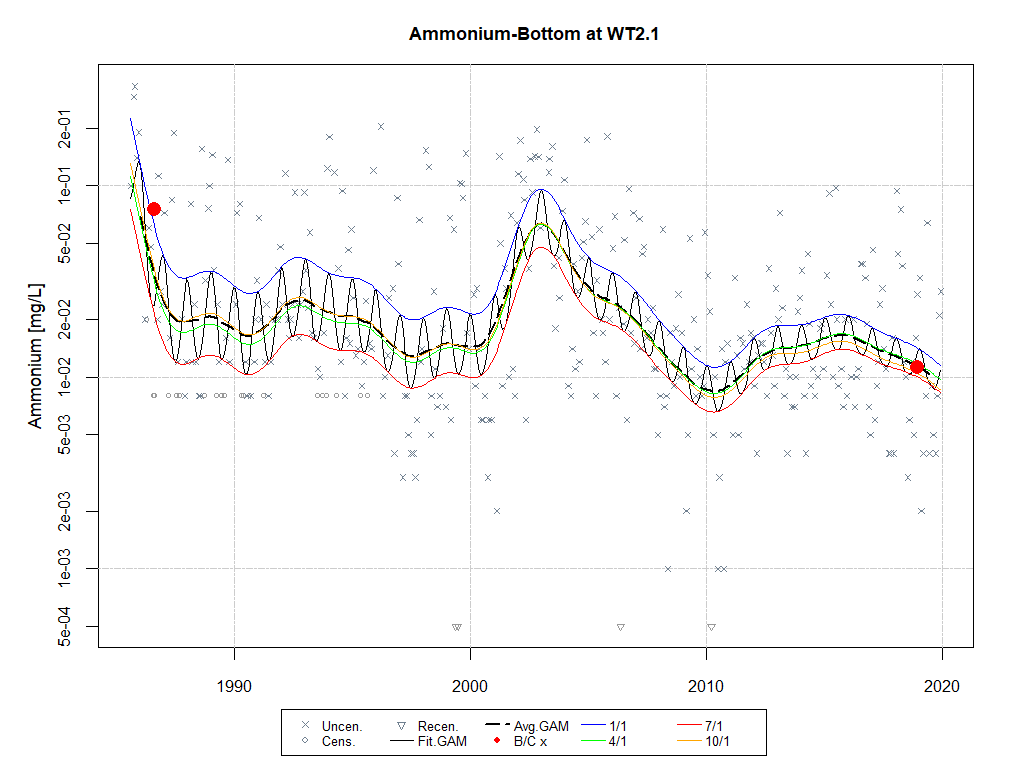 Ammonium-Bottom at WT2.1
Ammonium [mg/L]
2e-01
1e-01
5e-02
2e-02
1e-02
5e-03
2e-03
1e-03
5e-04
1990 2000 2010 2020
Uncen. Recen. Avg.GAM 1/1 7/1
Cens. Fit.GAM B/C x 4/1 10/1